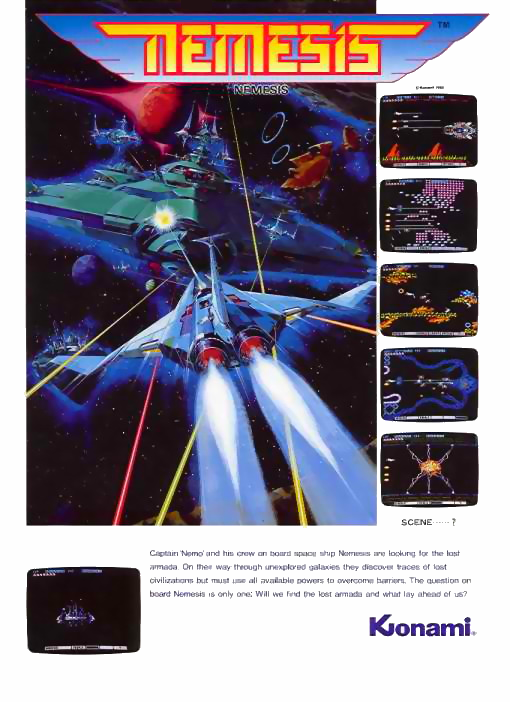 NEMESIS
TM
NEMESIS
© Konami 1985
SCENE······?
Captain 'Nemo' and his crew on board space ship Nemesis are looking for the lost
armada. On their way through unexplored galaxies they discover traces of lost
civilizations but must use all available powers to overcome barriers. The question on
board Nemesis is only one: Will we find the lost armada and what lay ahead of us?
Konami